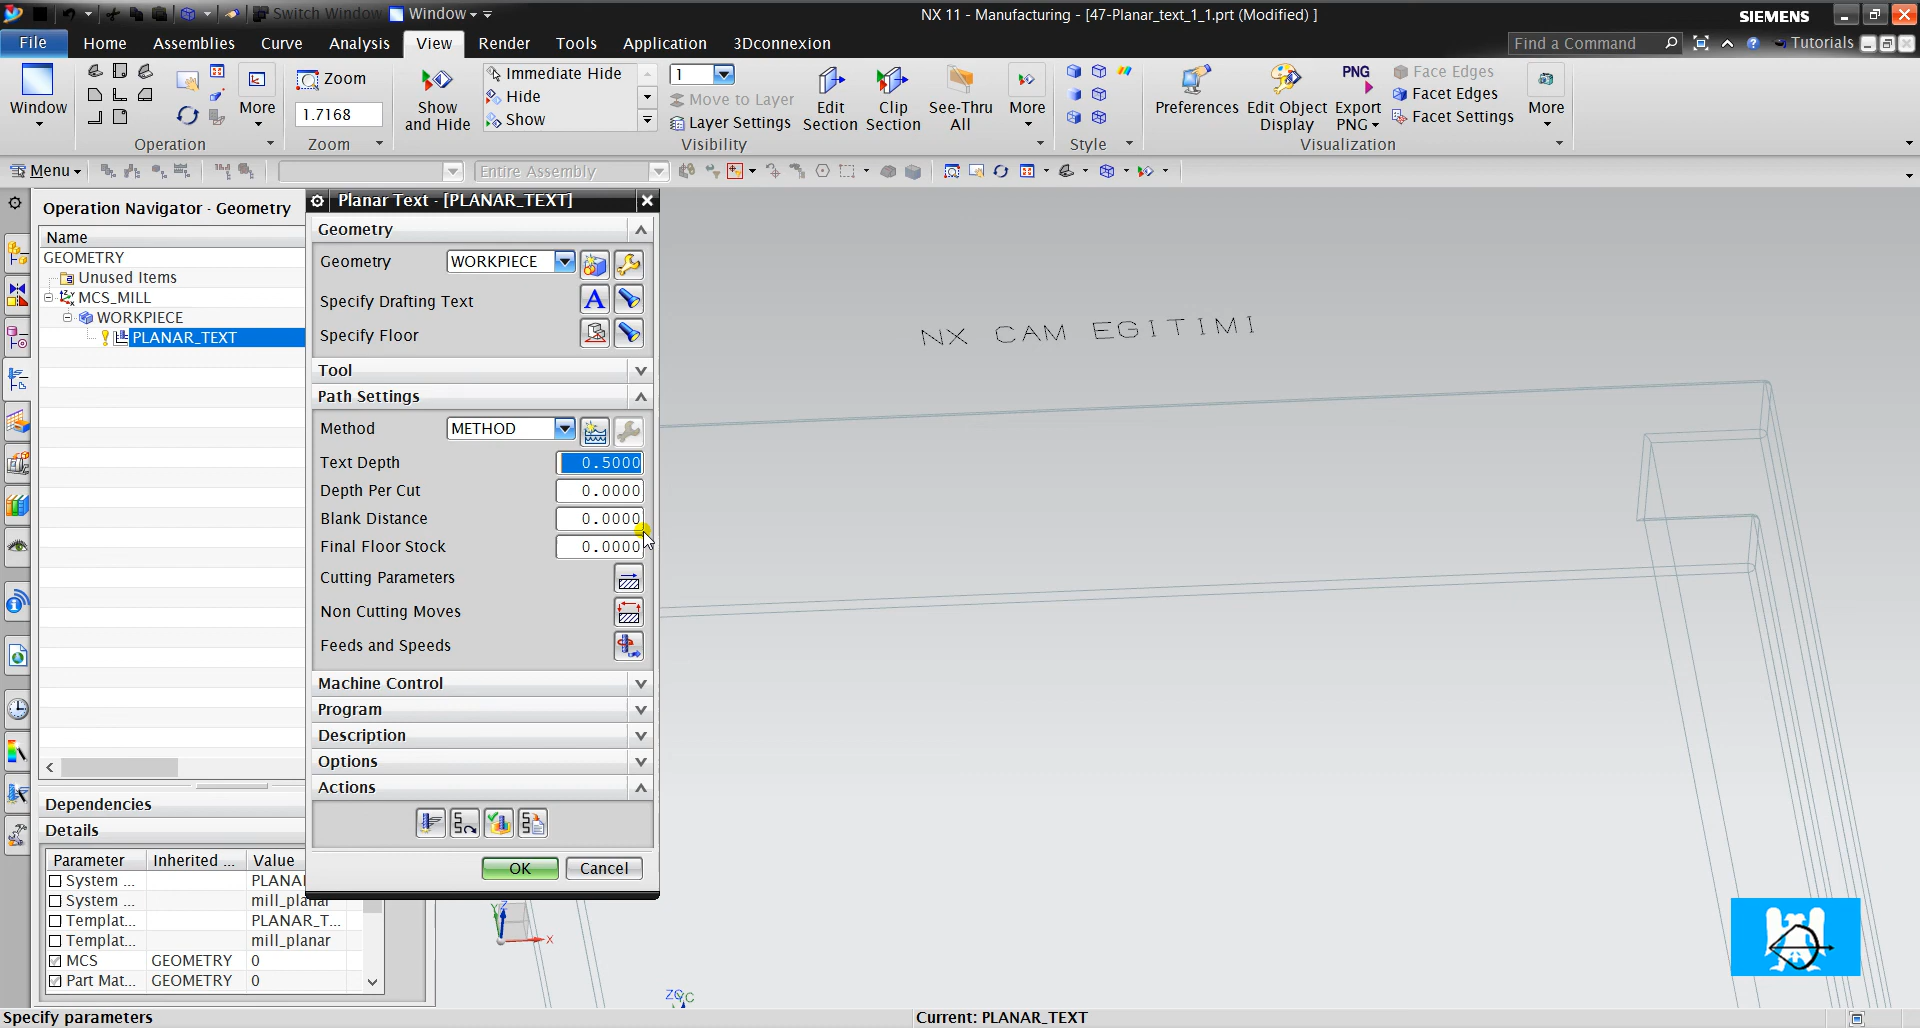 Switch Window Window NX 11 - Manufacturing - [47-Planar_text_1_1.prt (Modified) ] SIEMENS
File Home Assemblies Curve Analysis View Render Tools Application 3Dconnexion Find a Command Tutorials
Window
More
Operation
Zoom
1.7168
Zoom
Show
and Hide
Immediate Hide
Hide
Show
1
Move to Layer
Layer Settings
Edit
Section
Clip
Section
See-Thru
All
More
Visibility
Style
Preferences
Edit Object
Display
PNG
Export
PNG
Face Edges
Facet Edges
Facet Settings
More
Visualization
Menu
Entire Assembly
Operation Navigator - Geometry
Name
GEOMETRY
Unused Items
MCS_MILL
WORKPIECE
PLANAR_TEXT
Dependencies
Details
Parameter Inherited ... Value
System ... PLANAI
System ... mill_planar
Templat... PLANAR_T...
Templat... mill_planar
MCS GEOMETRY 0
Part Mat... GEOMETRY 0
Planar Text - [PLANAR_TEXT]
Geometry
Geometry WORKPIECE
Specify Drafting Text A
Specify Floor
Tool
Path Settings
Method METHOD
Text Depth 0.5000
Depth Per Cut 0.0000
Blank Distance 0.0000
Final Floor Stock 0.0000
Cutting Parameters
Non Cutting Moves
Feeds and Speeds
Machine Control
Program
Description
Options
Actions
OK Cancel
NX CAM EGITIMI
X
Specify parameters Current: PLANAR_TEXT